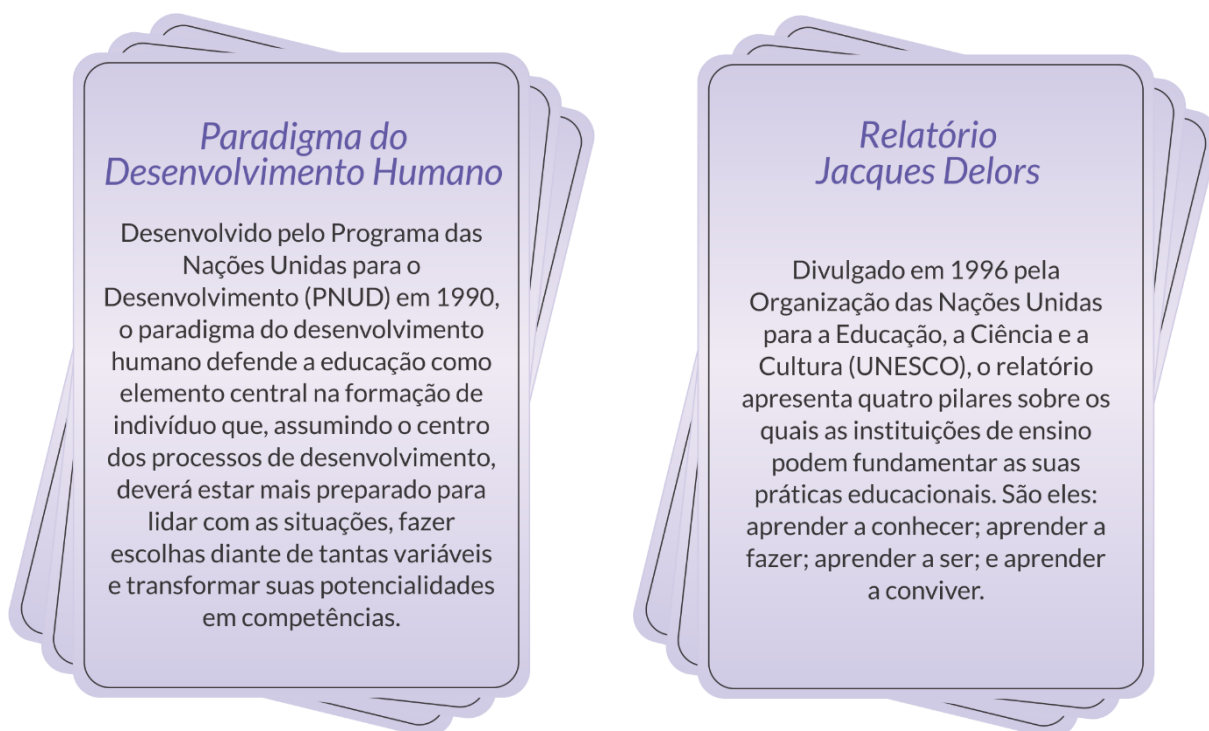 Paradigma do
Desenvolvimento Humano
Desenvolvido pelo Programa das
Nações Unidas para o
Desenvolvimento (PNUD) em 1990,
o paradigma do desenvolvimento
humano defende a educação como
elemento central na formação de
indivíduo que, assumindo o centro
dos processos de desenvolvimento,
deverá estar mais preparado para
lidar com as situações, fazer
escolhas diante de tantas variáveis
e transformar suas potencialidades
em competências.
Relatório
Jacques Delors
Divulgado em 1996 pela
Organização das Nações Unidas
para a Educação, a Ciência e a
Cultura (UNESCO), o relatório
apresenta quatro pilares sobre os
quais as instituições de ensino
podem fundamentar as suas
práticas educacionais. São eles:
aprender a conhecer; aprender a
fazer; aprender a ser; e aprender
a conviver.